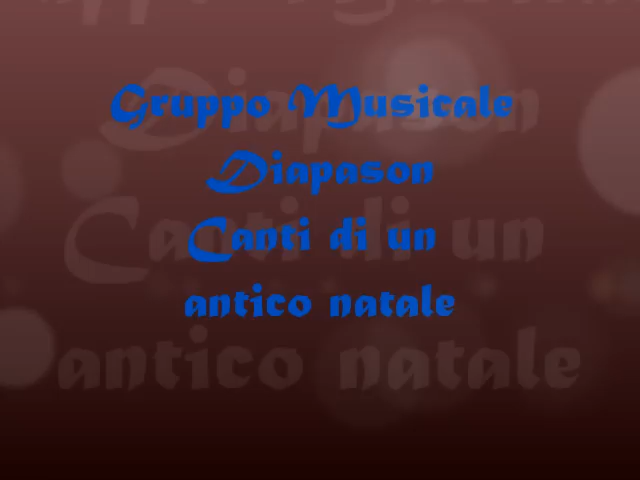 Gruppo Musicale
Diapason
Canti di un
antico natale